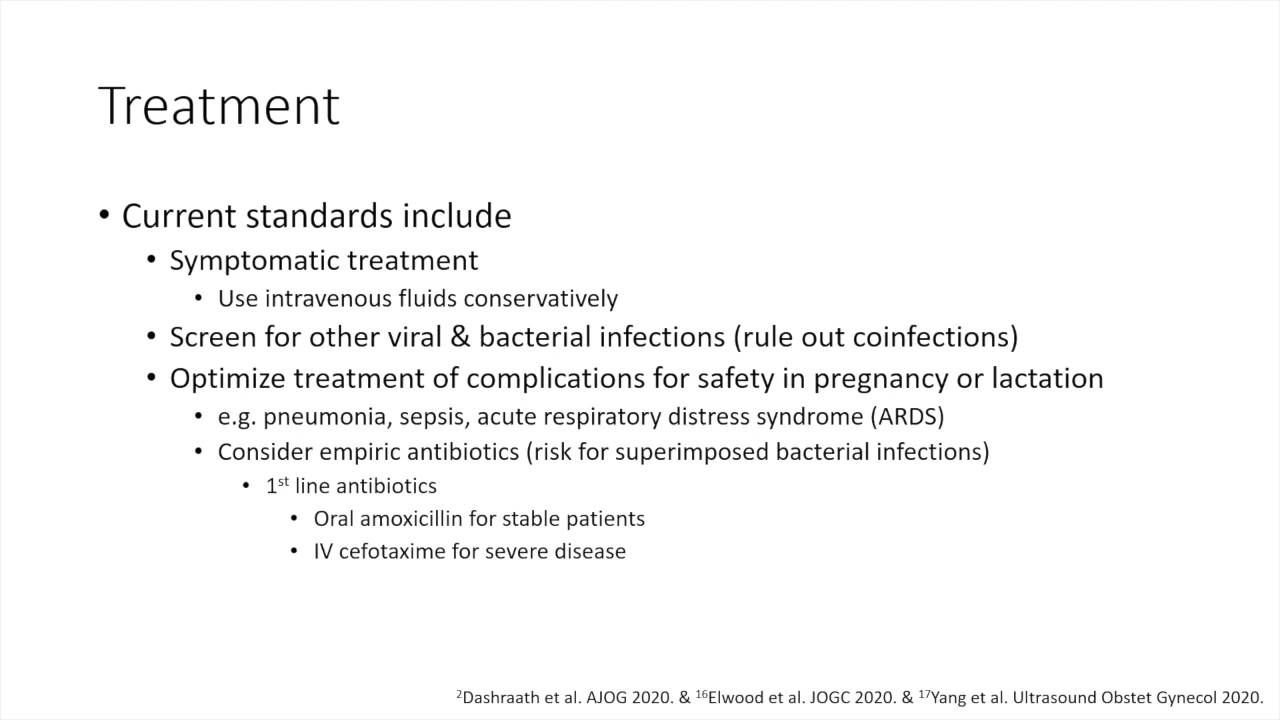 Treatment
• Current standards include
• Symptomatic treatment
• Use intravenous fluids conservatively
• Screen for other viral & bacterial infections (rule out coinfections)
• Optimize treatment of complications for safety in pregnancy or lactation
• e.g. pneumonia, sepsis, acute respiratory distress syndrome (ARDS)
• Consider empiric antibiotics (risk for superimposed bacterial infections)
• 1st line antibiotics
• Oral amoxicillin for stable patients
• IV cefotaxime for severe disease
2Dashraath et al. AJOG 2020. & 16Elwood et al. JOGC 2020. & 17Yang et al. Ultrasound Obstet Gynecol 2020.